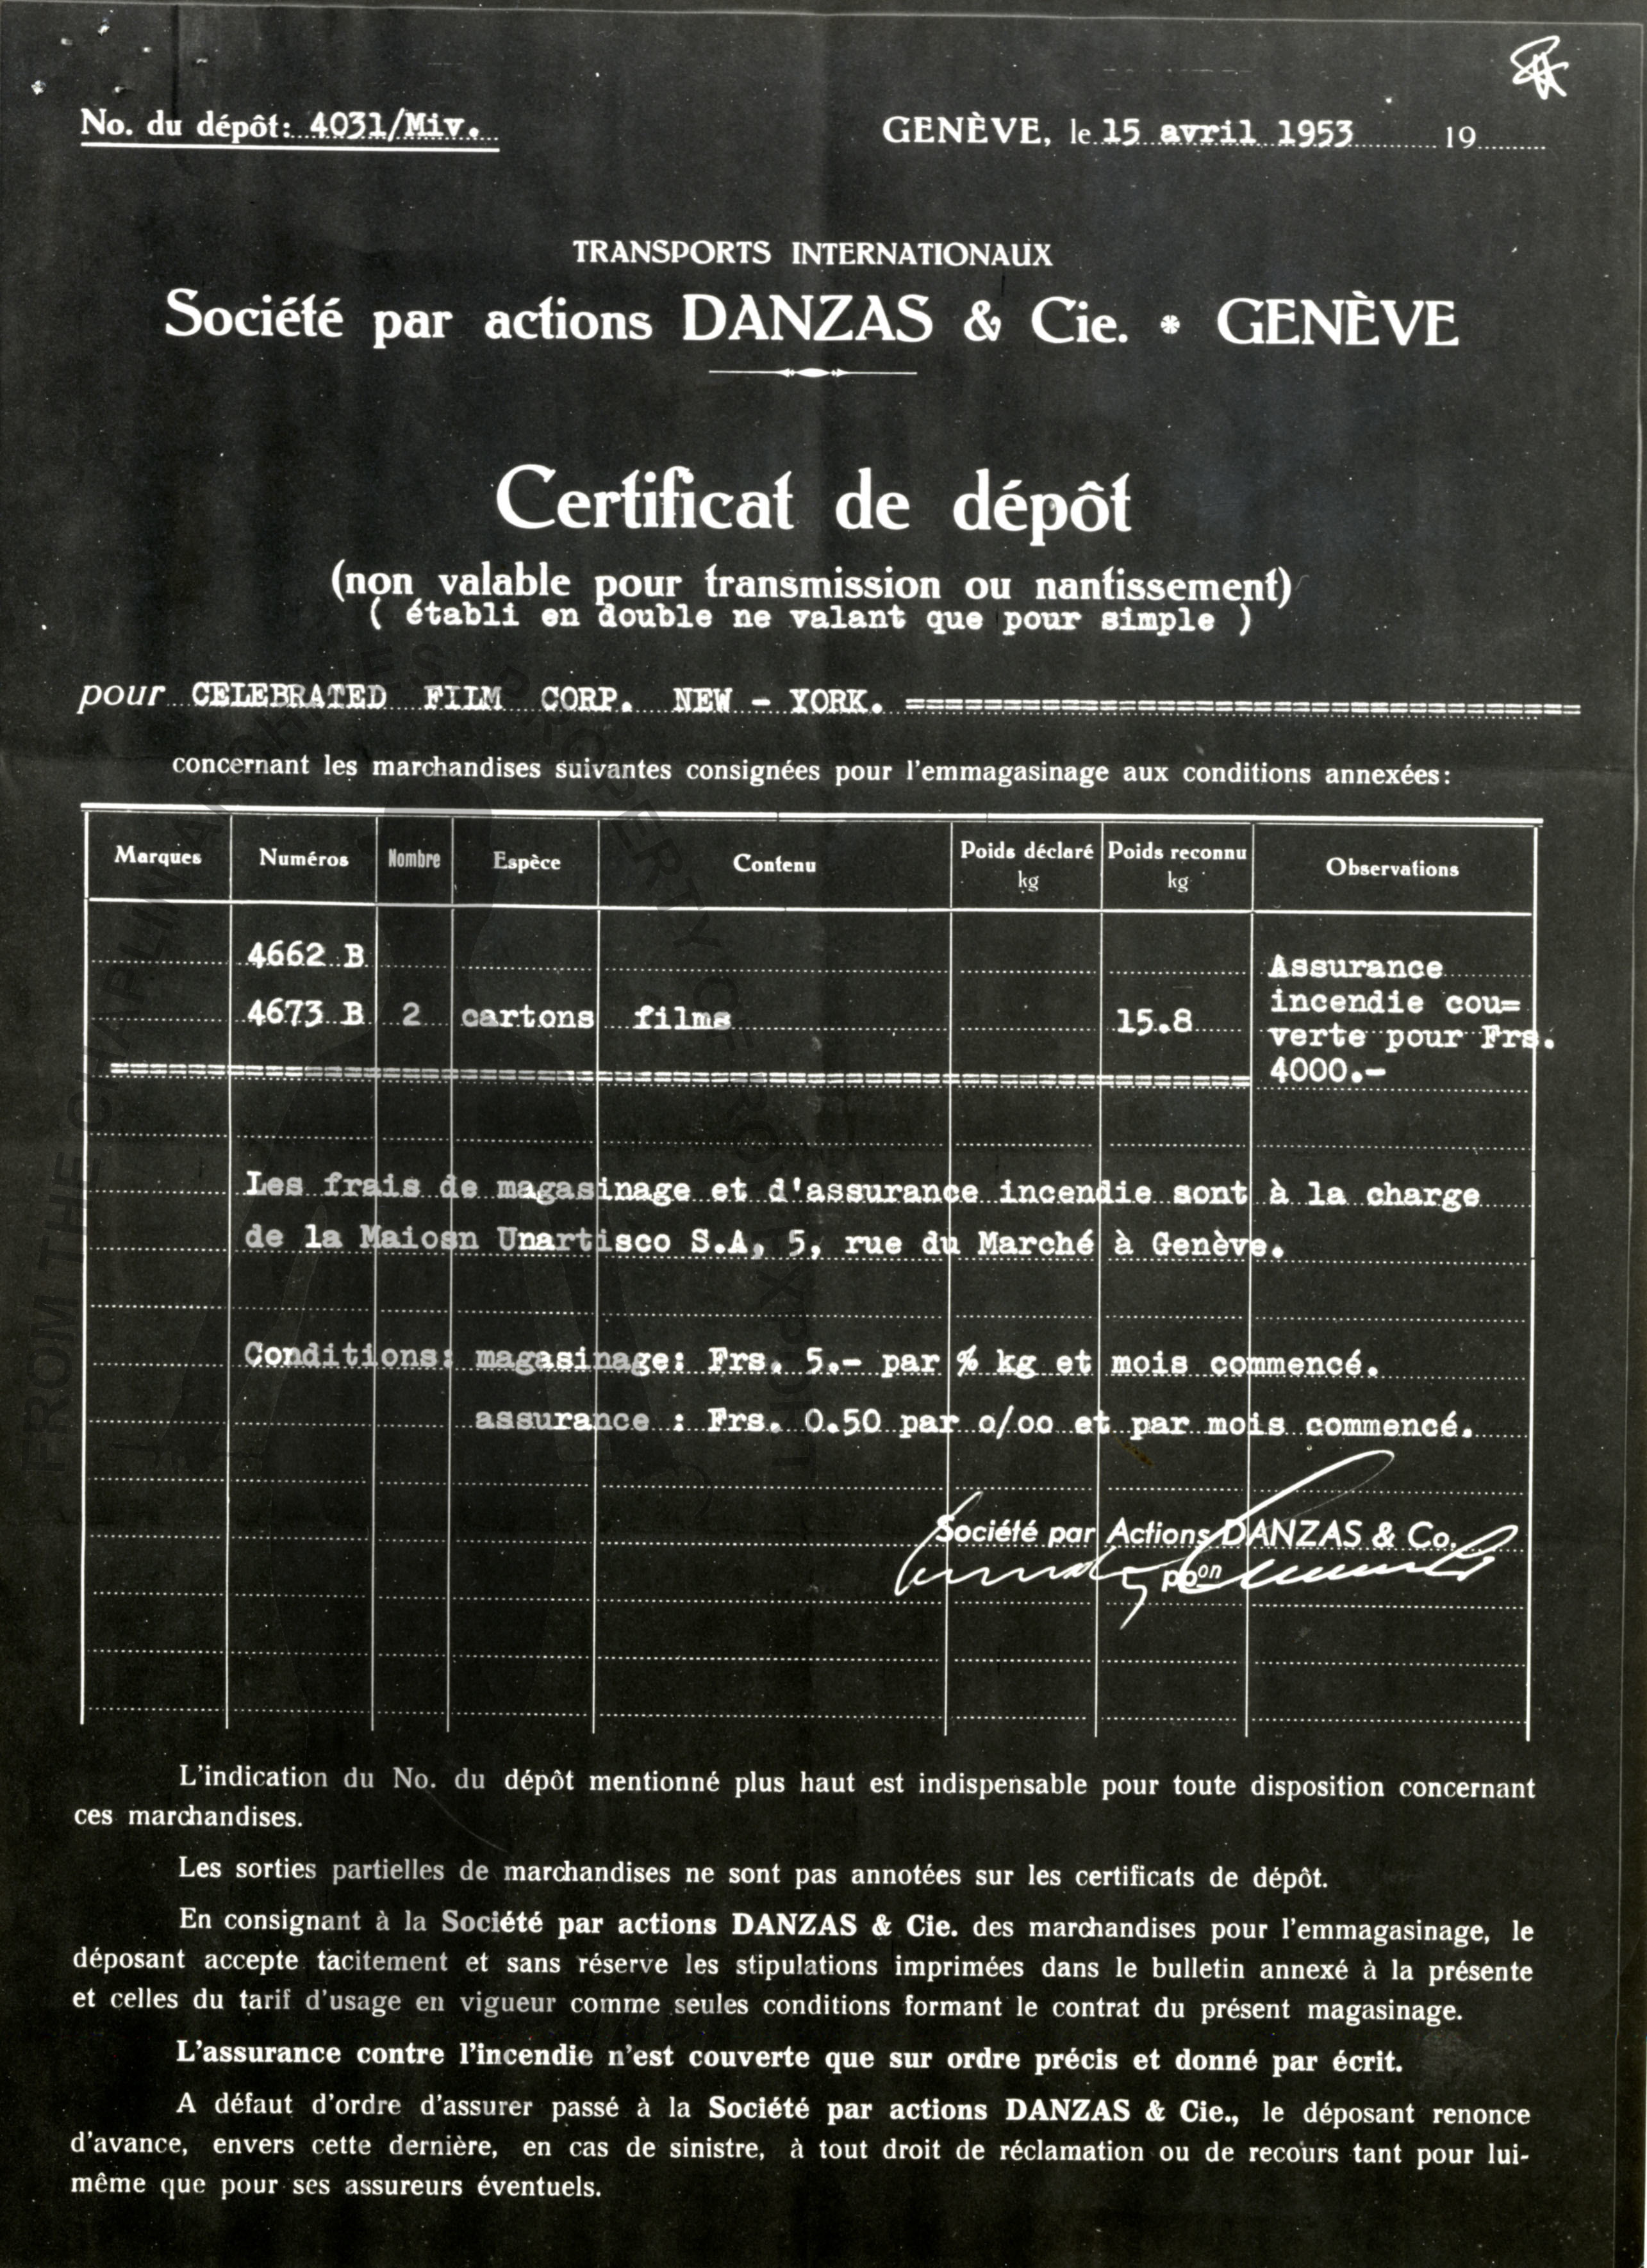 No. du dépôt: 4031/Miv.
GENÈVE, le 15 avril 1953 19
TRANSPORTS INTERNATIONAUX
Société par actions DANZAS & Cie. * GENÈVE
Certificat de dépôt
(non valable pour transmission ou nantissement)
( établi en double ne valant que pour simple )
pour CELEBRATED FILM CORP. NEW - YORK. ================================
concernant les marchandises suivantes consignées pour l'emmagasinage aux conditions annexées:
Marques Numéros Nombre Espèce Contenu Poids déclaré kg Poids reconnu kg Observations
4662 B
4673 B 2 cartons films 15.8
Assurance
incendie cou=
verte pour Frs.
4000.-
Les frais de magasinage et d'assurance incendie sont à la charge
de la Maiosn Unartisco S.A, 5, rue du Marché à Genève.
Conditions: magasinage: Frs. 5.- par % kg et mois commencé.
assurance : Frs. 0.50 par o/oo et par mois commencé.
Société par Actions DANZAS & Co.
ppon
L'indication du No. du dépôt mentionné plus haut est indispensable pour toute disposition concernant
ces marchandises.
Les sorties partielles de marchandises ne sont pas annotées sur les certificats de dépôt.
En consignant à la Société par actions DANZAS & Cie. des marchandises pour l'emmagasinage, le
déposant accepte tacitement et sans réserve les stipulations imprimées dans le bulletin annexé à la présente
et celles du tarif d'usage en vigueur comme seules conditions formant le contrat du présent magasinage.
L'assurance contre l'incendie n'est couverte que sur ordre précis et donné par écrit.
A défaut d'ordre d'assurer passé à la Société par actions DANZAS & Cie., le déposant renonce
d'avance, envers cette dernière, en cas de sinistre, à tout droit de réclamation ou de recours tant pour lui-
même que pour ses assureurs éventuels.
FROM THE CHAPLIN ARCHIVES PROPERTY OF ROY EXPORT